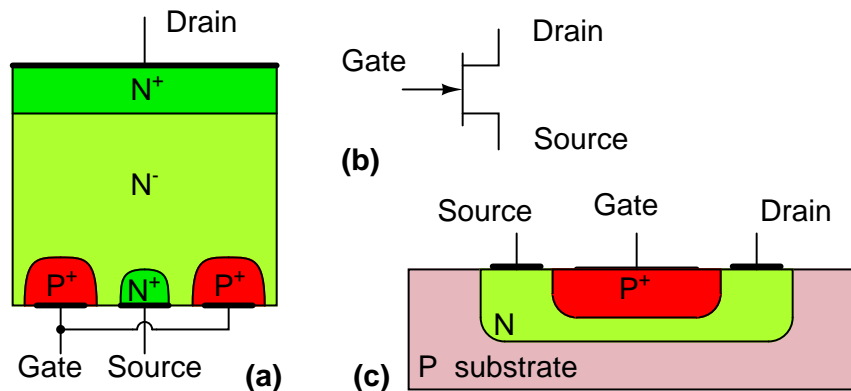 Drain
N+
N-
P+ N+ P+
Gate Source (a)
Drain
Gate
Source
(b)
Source Gate Drain
P+
N
P substrate
(c)